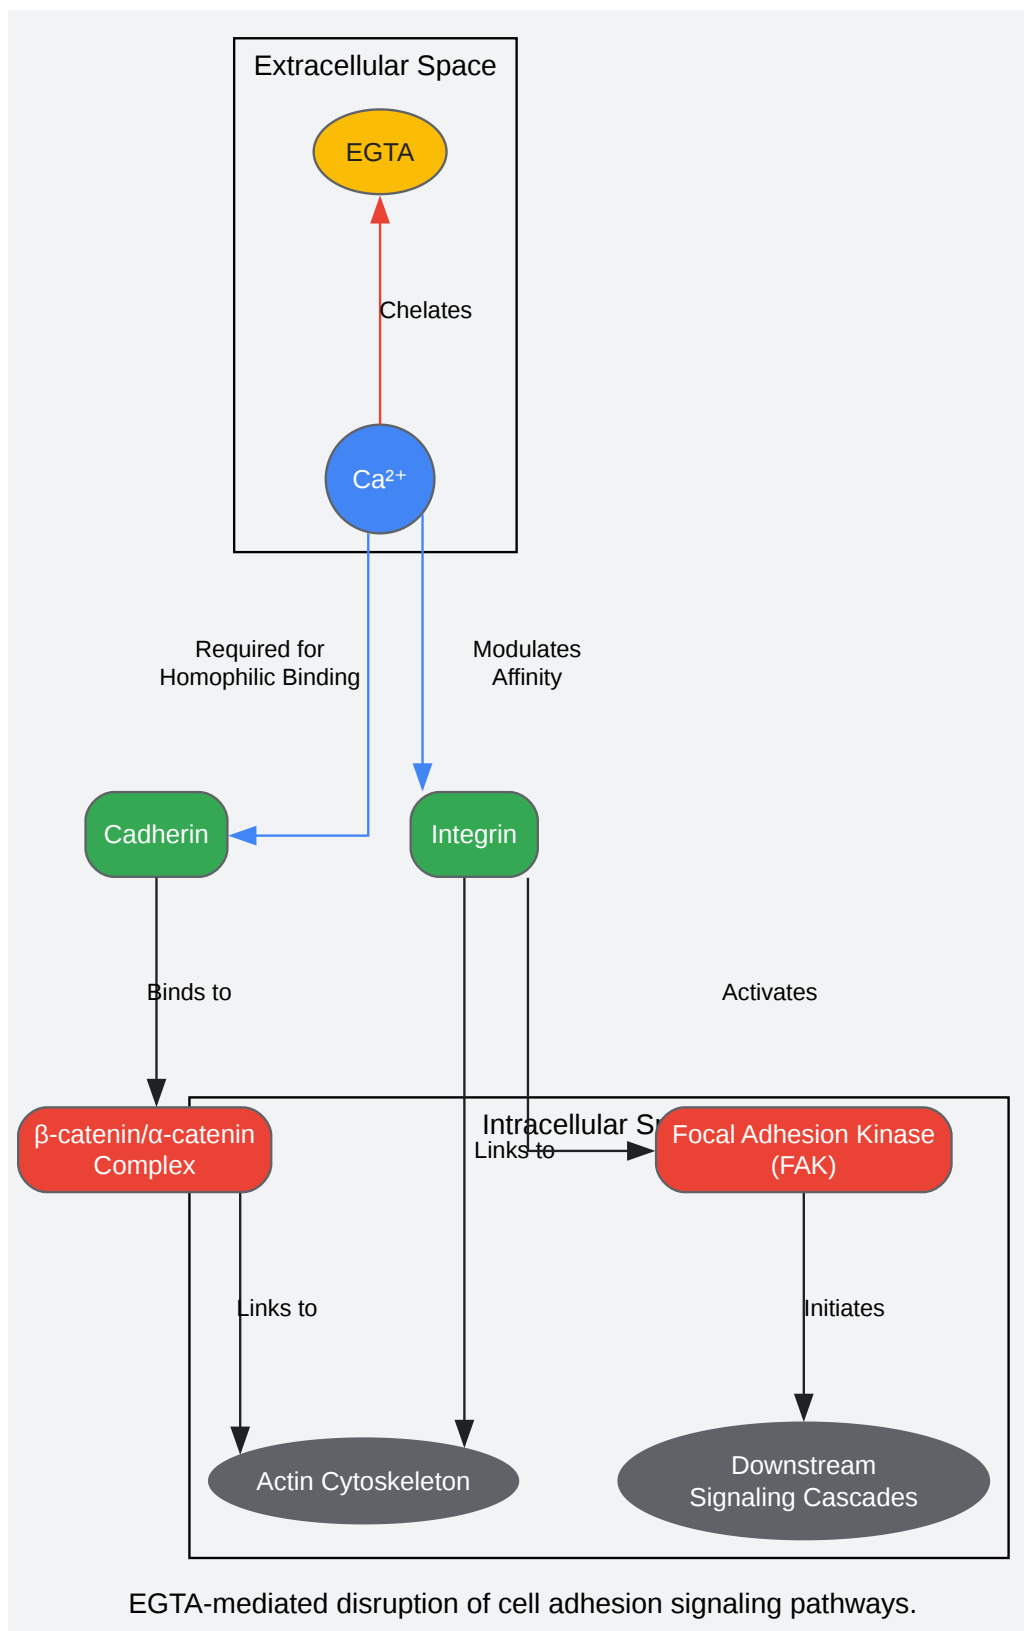 Extracellular Space
EGTA
Chelates
Ca²⁺
Required for
Homophilic Binding
Modulates
Affinity
Cadherin
Integrin
Binds to
Activates
Intracellular
β-catenin/α-catenin
Complex
Links to
Focal Adhesion Kinase
(FAK)
Links to
Initiates
Actin Cytoskeleton
Downstream
Signaling Cascades
EGTA-mediated disruption of cell adhesion signaling pathways.